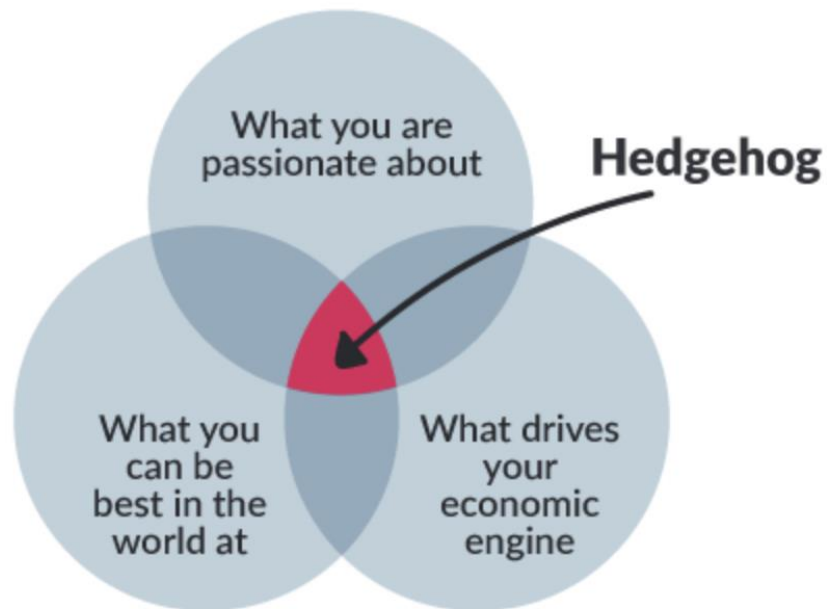 What you are
passionate about
Hedgehog
What you
can be
best in the
world at
What drives
your
economic
engine